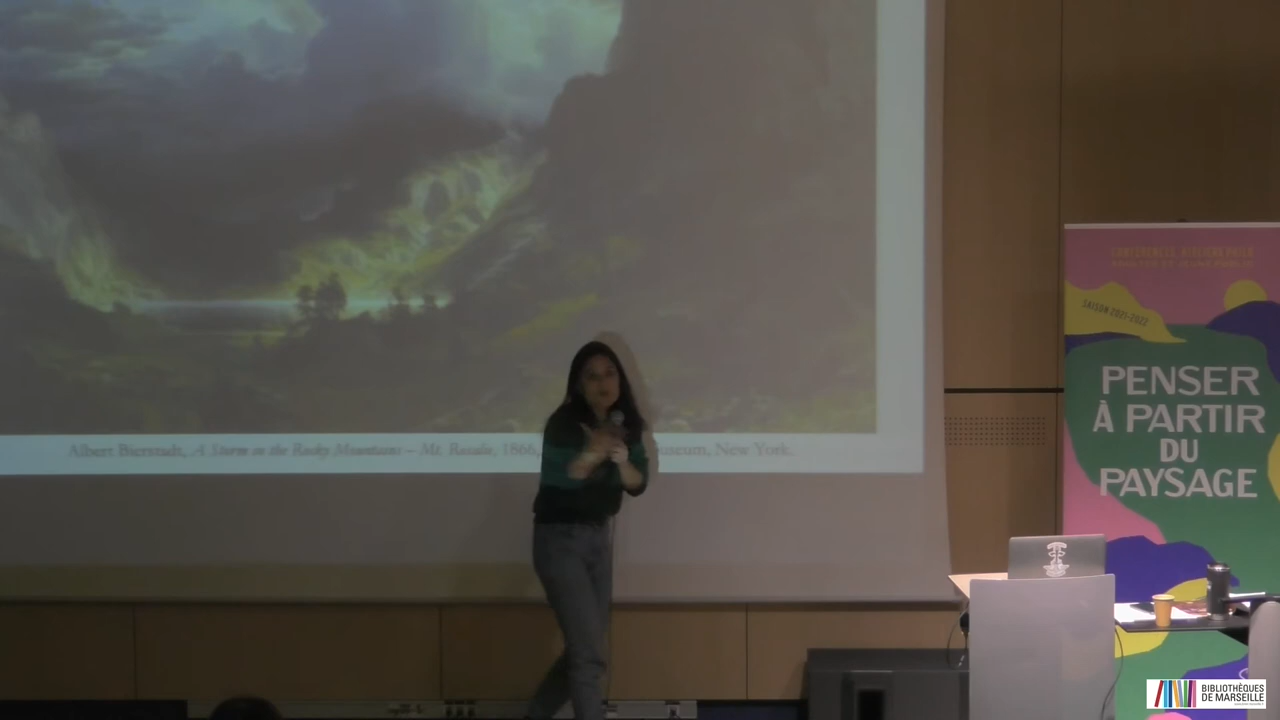 Albert Bierstadt, A Storm in the Rocky Mountains – Mt. Rosalie, 1866, New York.
SAISON 2021-2022
PENSER
À PARTIR
DU
PAYSAGE
BIBLIOTHÈQUES
DE MARSEILLE